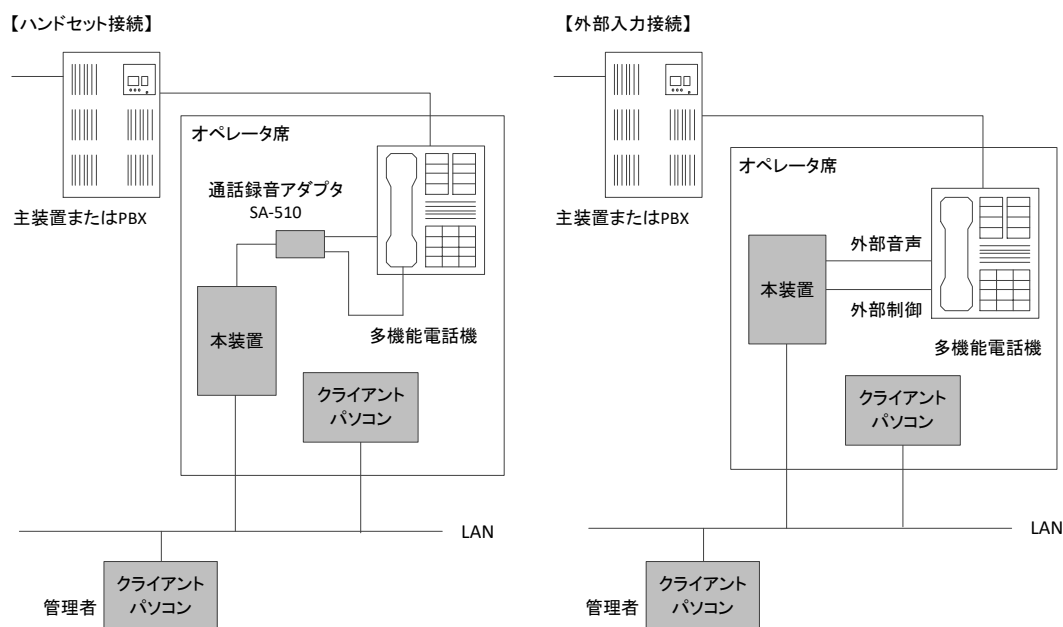 【ハンドセット接続】
オペレータ席
通話録音アダプタ
SA-510
主装置またはPBX
本装置
多機能電話機
クライアント
パソコン
LAN
クライアント
パソコン
管理者
【外部入力接続】
オペレータ席
主装置またはPBX
外部音声
本装置
外部制御
多機能電話機
クライアント
パソコン
LAN
クライアント
パソコン
管理者